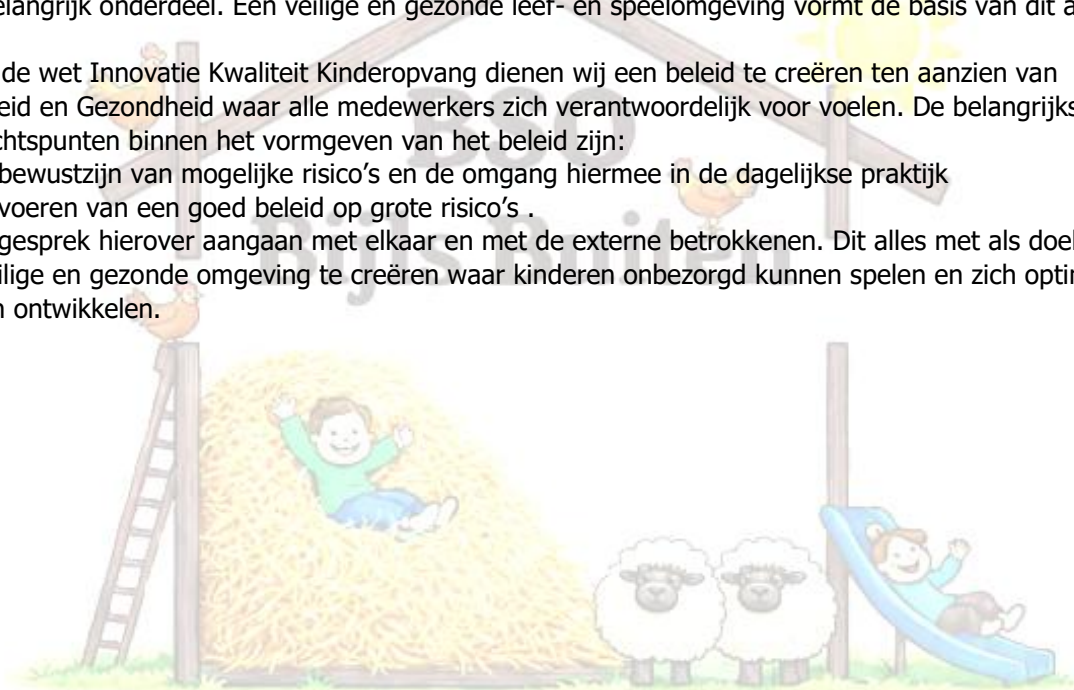 elangrijk onderdeel. Een veilige en gezonde leef- en speelomgeving vormt de basis van dit a
de wet Innovatie Kwaliteit Kinderopvang dienen wij een beleid te creëren ten aanzien van
eid en Gezondheid waar alle medewerkers zich verantwoordelijk voor voelen. De belangrijks
chtspunten binnen het vormgeven van het beleid zijn:
bewustzijn van mogelijke risico's en de omgang hiermee in de dagelijkse praktijk
voeren van een goed beleid op grote risico's .
gesprek hierover aangaan met elkaar en met de externe betrokkenen. Dit alles met als doel
ilige en gezonde omgeving te creëren waar kinderen onbezorgd kunnen spelen en zich optim
n ontwikkelen.
BSO
Bijls Buiten